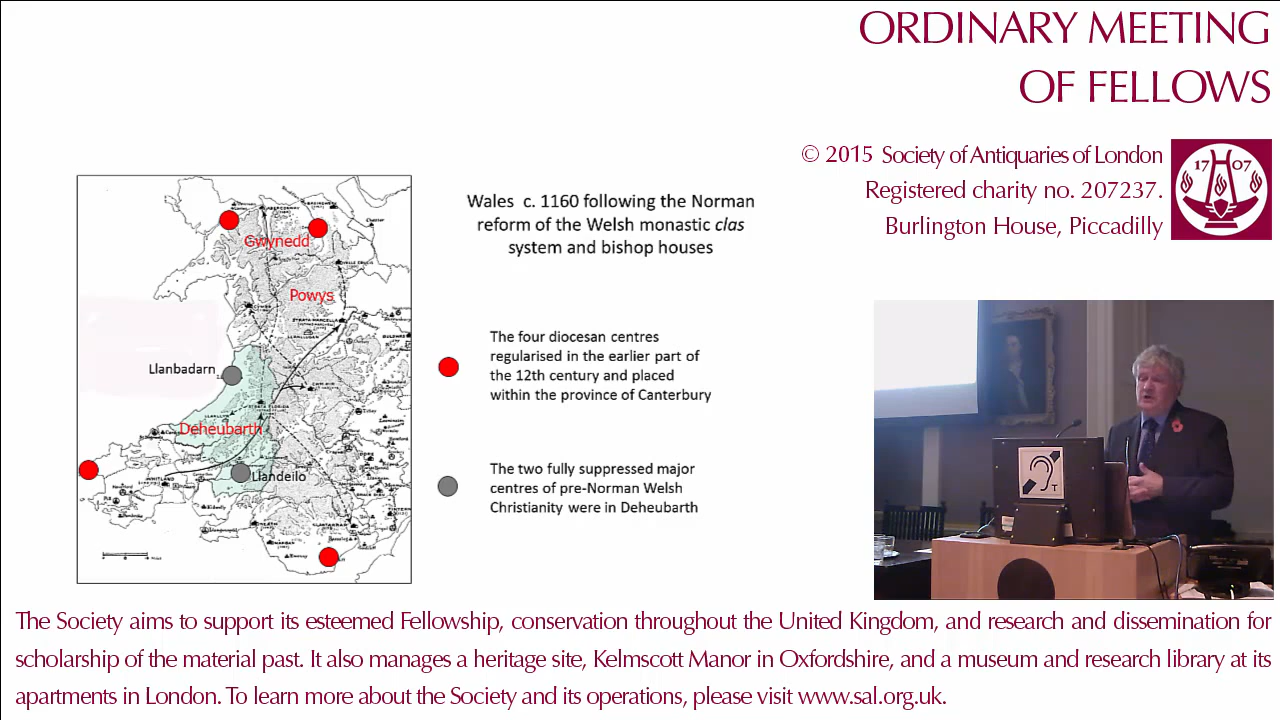 ORDINARY MEETING
OF FELLOWS
© 2015 Society of Antiquaries of London
Registered charity no. 207237.
Burlington House, Piccadilly
17 07
Wales c. 1160 following the Norman
reform of the Welsh monastic clas
system and bishop houses
Gwynedd
Powys
STRATA MARCELLA
Llanbadarn
STRATA FLORIDA
Deheubarth
Llandeilo
WHITLAND
The four diocesan centres
regularised in the earlier part of
the 12th century and placed
within the province of Canterbury
The two fully suppressed major
centres of pre-Norman Welsh
Christianity were in Deheubarth
T
The Society aims to support its esteemed Fellowship, conservation throughout the United Kingdom, and research and dissemination for
scholarship of the material past. It also manages a heritage site, Kelmscott Manor in Oxfordshire, and a museum and research library at its
apartments in London. To learn more about the Society and its operations, please visit www.sal.org.uk.